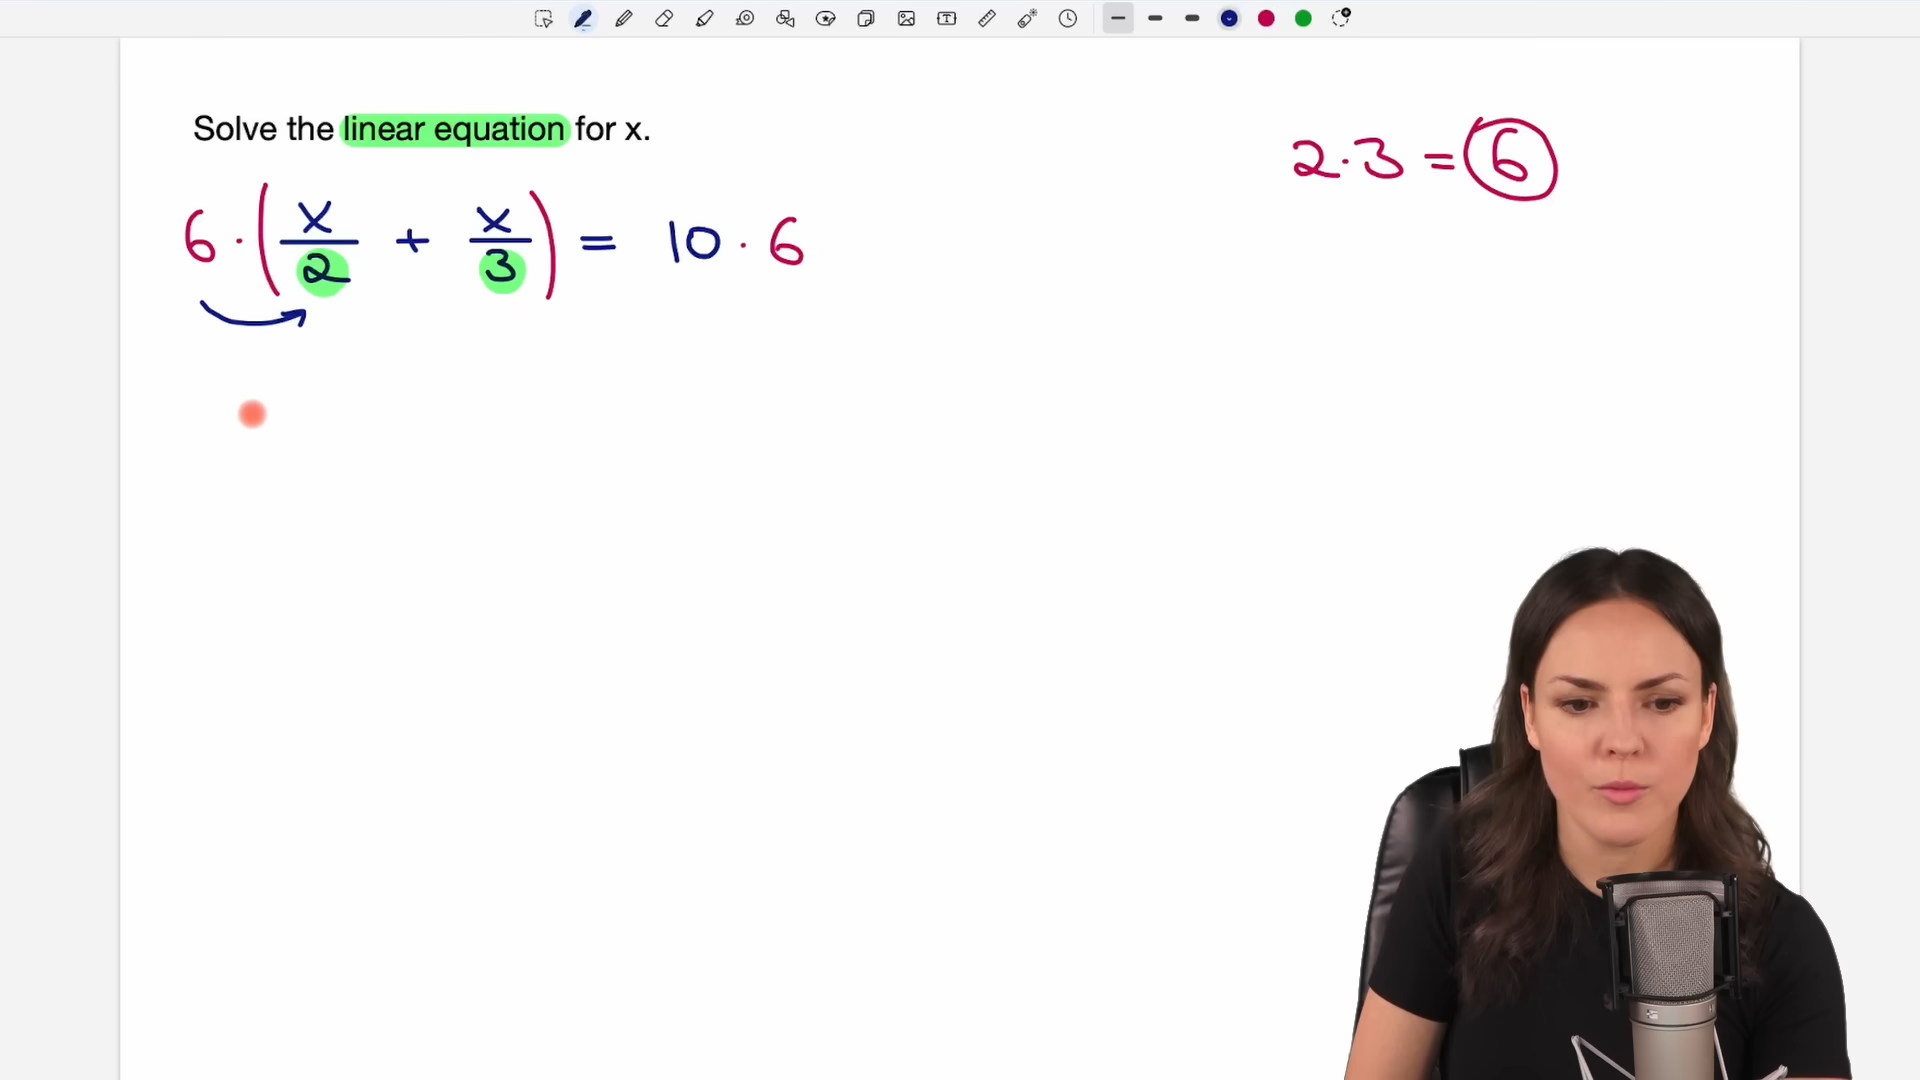 Solve the linear equation for x.
2·3 = 6
6·(x/2 + x/3) = 10·6